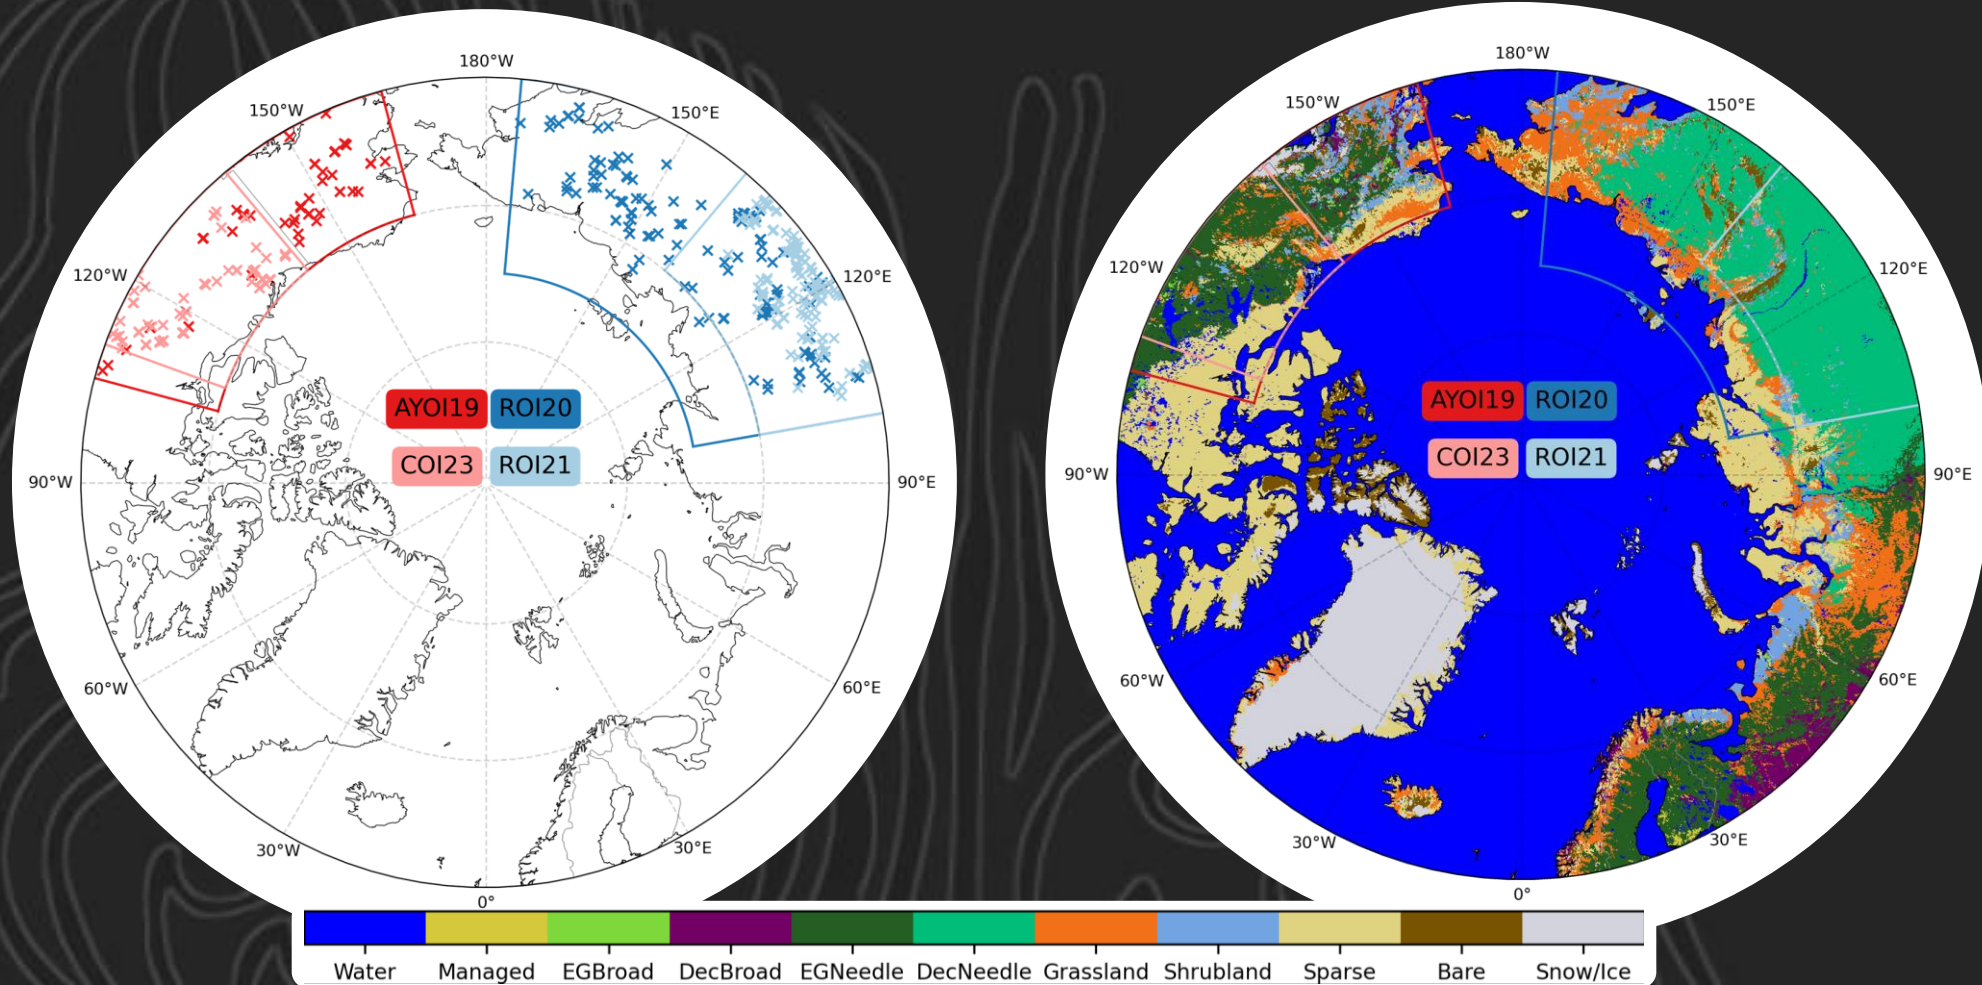 180°W
150°W
150°E
120°W
120°E
AYOI19 ROI20
COI23 ROI21
90°W
90°E
60°W
60°E
30°W
30°E
0°
180°W
150°W
150°E
120°W
120°E
AYOI19 ROI20
COI23 ROI21
90°W
90°E
60°W
60°E
30°W
30°E
0°
Water Managed EGBroad DecBroad EGNeedle DecNeedle Grassland Shrubland Sparse Bare Snow/Ice